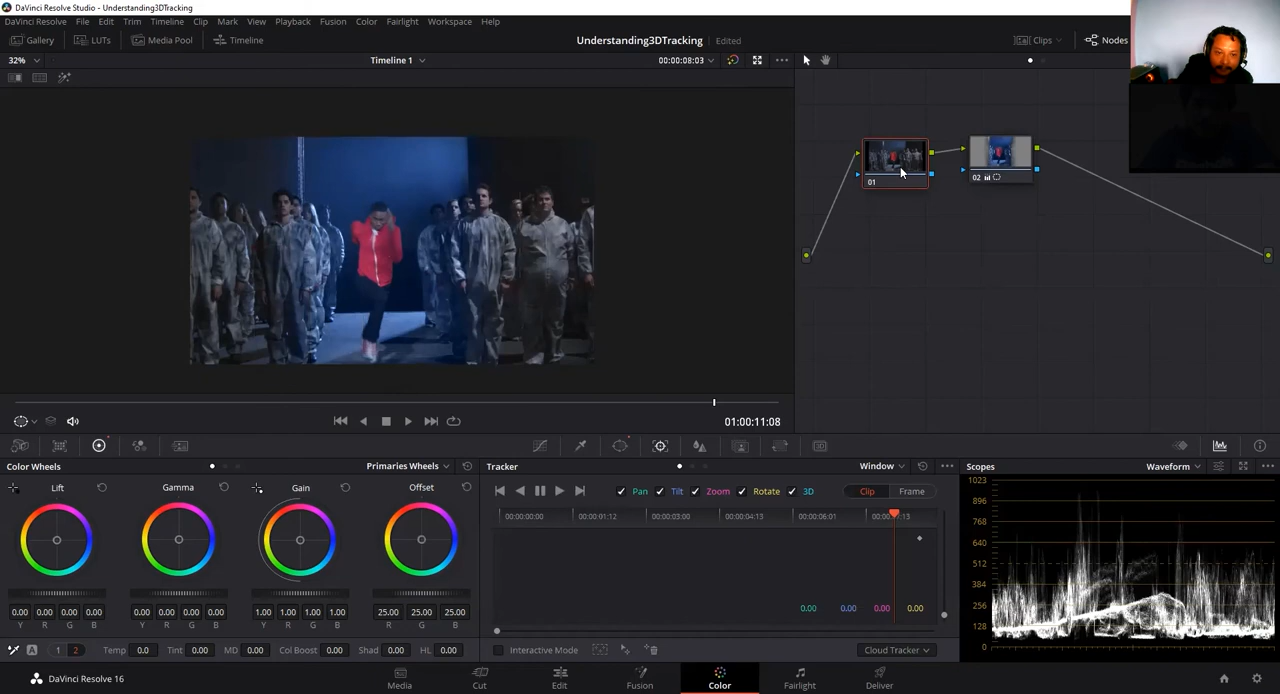 DaVinci Resolve Studio - Understanding3DTracking
DaVinci Resolve File Edit Trim Timeline Clip Mark View Playback Fusion Color Fairlight Workspace Help
Gallery LUTs Media Pool Timeline Understanding3DTracking Edited Clips Nodes
32% Timeline 1 00:00:08:03
01 02
01:00:11:08
Color Wheels Primaries Wheels Tracker Window Scopes Waveform
Lift Gamma Gain Offset Pan Tilt Zoom Rotate 3D Clip Frame
1023
896
768
640
512
384
256
128
0
00:00:00:00 00:00:01:12 00:00:03:00 00:00:04:13 00:00:06:01
0.00 0.00 0.00 0.00
0.00 0.00 0.00 0.00 0.00 0.00 0.00 0.00 1.00 1.00 1.00 1.00 25.00 25.00 25.00
Y R G B Y R G B Y R G B R G B
A 1 2 Temp 0.0 Tint 0.00 MD 0.00 Col Boost 0.00 Shad 0.00 HL 0.00 Interactive Mode Cloud Tracker
DaVinci Resolve 16 Media Cut Edit Fusion Color Fairlight Deliver